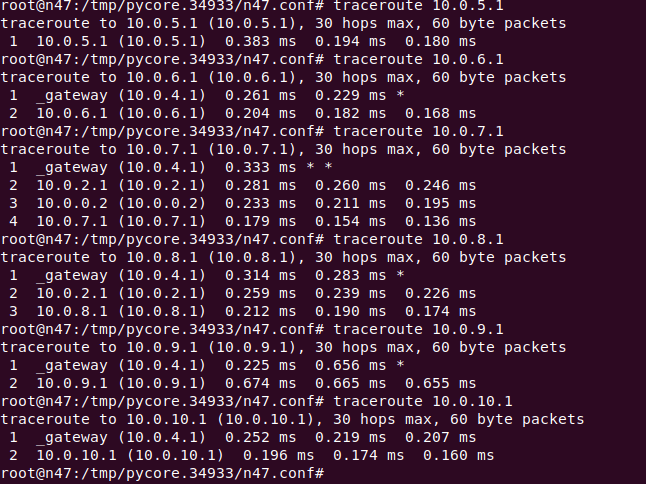 root@n47:/tmp/pycore.34933/n47.conf# traceroute 10.0.5.1
traceroute to 10.0.5.1 (10.0.5.1), 30 hops max, 60 byte packets
 1  10.0.5.1 (10.0.5.1)  0.383 ms  0.194 ms  0.180 ms
root@n47:/tmp/pycore.34933/n47.conf# traceroute 10.0.6.1
traceroute to 10.0.6.1 (10.0.6.1), 30 hops max, 60 byte packets
 1  _gateway (10.0.4.1)  0.261 ms  0.229 ms *
 2  10.0.6.1 (10.0.6.1)  0.204 ms  0.182 ms  0.168 ms
root@n47:/tmp/pycore.34933/n47.conf# traceroute 10.0.7.1
traceroute to 10.0.7.1 (10.0.7.1), 30 hops max, 60 byte packets
 1  _gateway (10.0.4.1)  0.333 ms * *
 2  10.0.2.1 (10.0.2.1)  0.281 ms  0.260 ms  0.246 ms
 3  10.0.0.2 (10.0.0.2)  0.233 ms  0.211 ms  0.195 ms
 4  10.0.7.1 (10.0.7.1)  0.179 ms  0.154 ms  0.136 ms
root@n47:/tmp/pycore.34933/n47.conf# traceroute 10.0.8.1
traceroute to 10.0.8.1 (10.0.8.1), 30 hops max, 60 byte packets
 1  _gateway (10.0.4.1)  0.314 ms  0.283 ms *
 2  10.0.2.1 (10.0.2.1)  0.259 ms  0.239 ms  0.226 ms
 3  10.0.8.1 (10.0.8.1)  0.212 ms  0.190 ms  0.174 ms
root@n47:/tmp/pycore.34933/n47.conf# traceroute 10.0.9.1
traceroute to 10.0.9.1 (10.0.9.1), 30 hops max, 60 byte packets
 1  _gateway (10.0.4.1)  0.225 ms  0.656 ms *
 2  10.0.9.1 (10.0.9.1)  0.674 ms  0.665 ms  0.655 ms
root@n47:/tmp/pycore.34933/n47.conf# traceroute 10.0.10.1
traceroute to 10.0.10.1 (10.0.10.1), 30 hops max, 60 byte packets
 1  _gateway (10.0.4.1)  0.252 ms  0.219 ms  0.207 ms
 2  10.0.10.1 (10.0.10.1)  0.196 ms  0.174 ms  0.160 ms
root@n47:/tmp/pycore.34933/n47.conf#